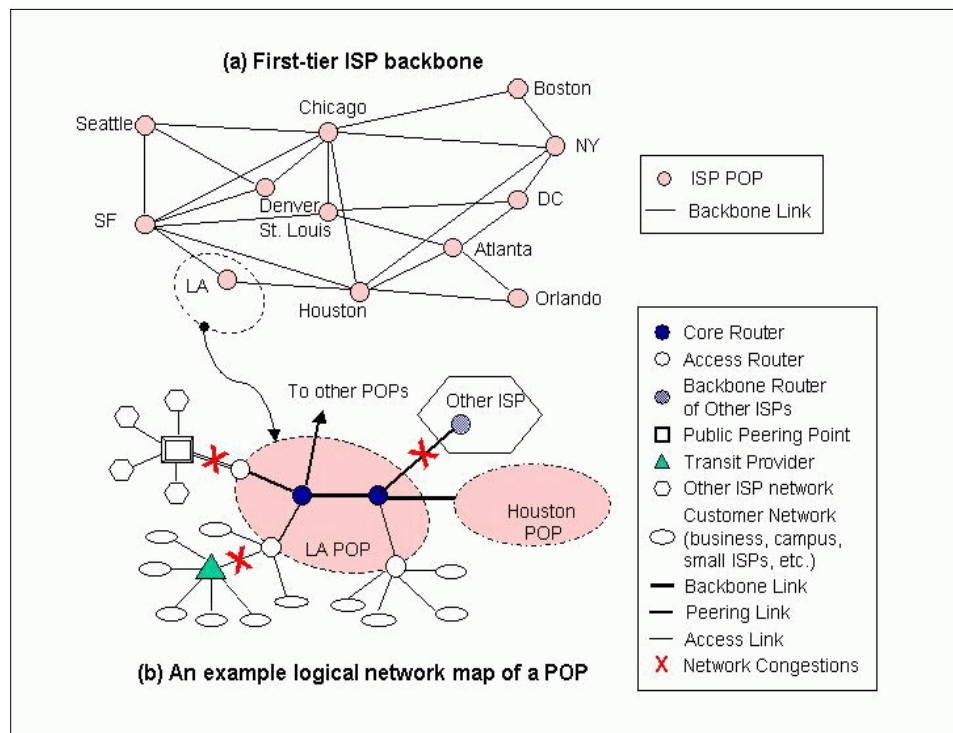 (a) First-tier ISP backbone
Boston
Chicago
Seattle
NY
ISP POP
Backbone Link
Denver
DC
SF
St. Louis
Atlanta
LA
Houston
Orlando
Core Router
Access Router
Backbone Router
of Other ISPs
Public Peering Point
Transit Provider
Other ISP network
Customer Network
(business, campus,
small ISPs, etc.)
Backbone Link
Peering Link
Access Link
Network Congestions
To other POPs
Other ISP
Houston
POP
LA POP
(b) An example logical network map of a POP